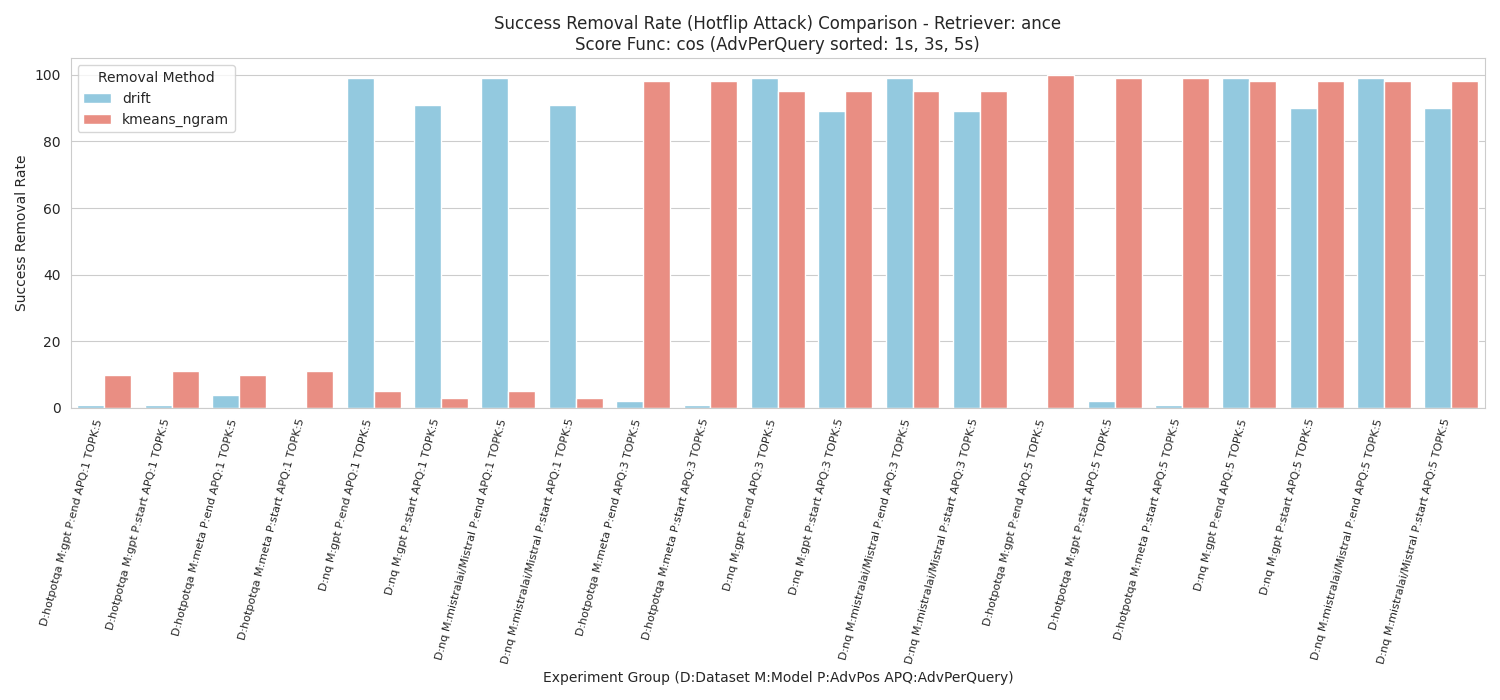 Success Removal Rate (Hotflip Attack) Comparison - Retriever: ance
Score Func: cos (AdvPerQuery sorted: 1s, 3s, 5s)
Removal Method
drift
kmeans_ngram
Success Removal Rate
100
80
60
40
20
0
D:hotpotqa M:gpt P:end APQ:1 TOPK:5
D:hotpotqa M:gpt P:start APQ:1 TOPK:5
D:hotpotqa M:meta P:end APQ:1 TOPK:5
D:hotpotqa M:meta P:start APQ:1 TOPK:5
D:nq M:gpt P:end APQ:1 TOPK:5
D:nq M:gpt P:start APQ:1 TOPK:5
D:nq M:mistralai/Mistral P:end APQ:1 TOPK:5
D:nq M:mistralai/Mistral P:start APQ:1 TOPK:5
D:hotpotqa M:meta P:end APQ:3 TOPK:5
D:hotpotqa M:meta P:start APQ:3 TOPK:5
D:nq M:gpt P:end APQ:3 TOPK:5
D:nq M:gpt P:start APQ:3 TOPK:5
D:nq M:mistralai/Mistral P:end APQ:3 TOPK:5
D:nq M:mistralai/Mistral P:start APQ:3 TOPK:5
D:hotpotqa M:gpt P:end APQ:5 TOPK:5
D:hotpotqa M:gpt P:start APQ:5 TOPK:5
D:hotpotqa M:meta P:start APQ:5 TOPK:5
D:nq M:gpt P:end APQ:5 TOPK:5
D:nq M:gpt P:start APQ:5 TOPK:5
D:nq M:mistralai/Mistral P:end APQ:5 TOPK:5
D:nq M:mistralai/Mistral P:start APQ:5 TOPK:5
Experiment Group (D:Dataset M:Model P:AdvPos APQ:AdvPerQuery)